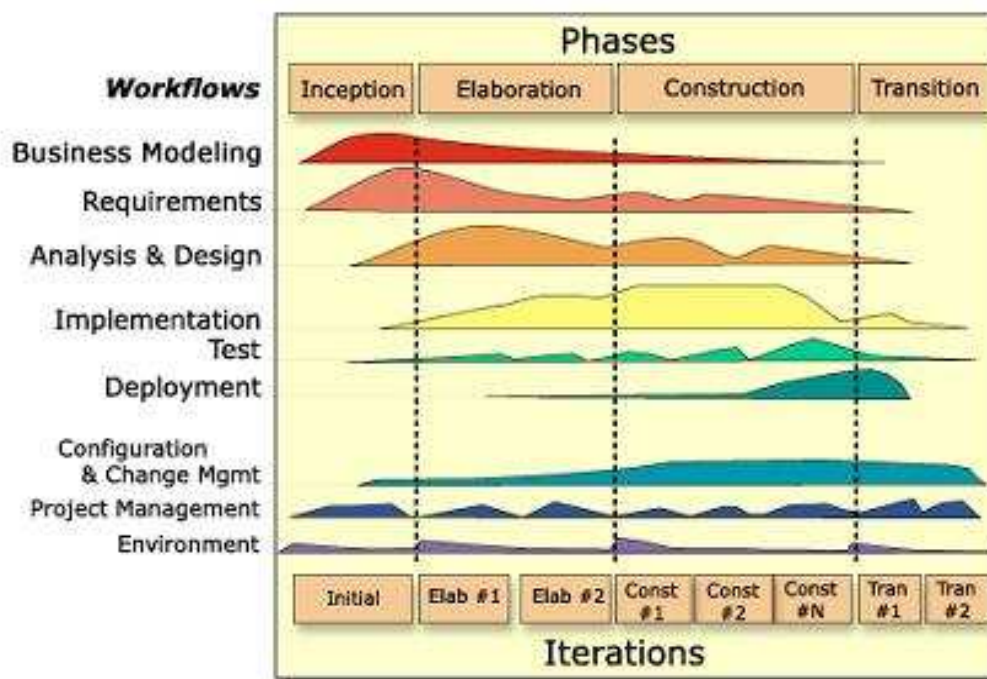 Phases
Workflows
Inception
Elaboration
Construction
Transition
Business Modeling
Requirements
Analysis & Design
Implementation
Test
Deployment
Configuration
& Change Mgmt
Project Management
Environment
Initial
Elab #1
Elab #2
Const
#1
Const
#2
Const
#N
Tran
#1
Tran
#2
Iterations